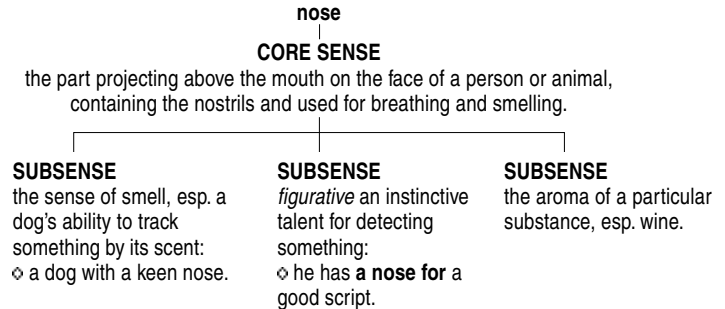 nose
CORE SENSE
the part projecting above the mouth on the face of a person or animal,
containing the nostrils and used for breathing and smelling.
SUBSENSE
the sense of smell, esp. a
dog's ability to track
something by its scent:
a dog with a keen nose.
SUBSENSE
figurative an instinctive
talent for detecting
something:
he has a nose for a
good script.
SUBSENSE
the aroma of a particular
substance, esp. wine.